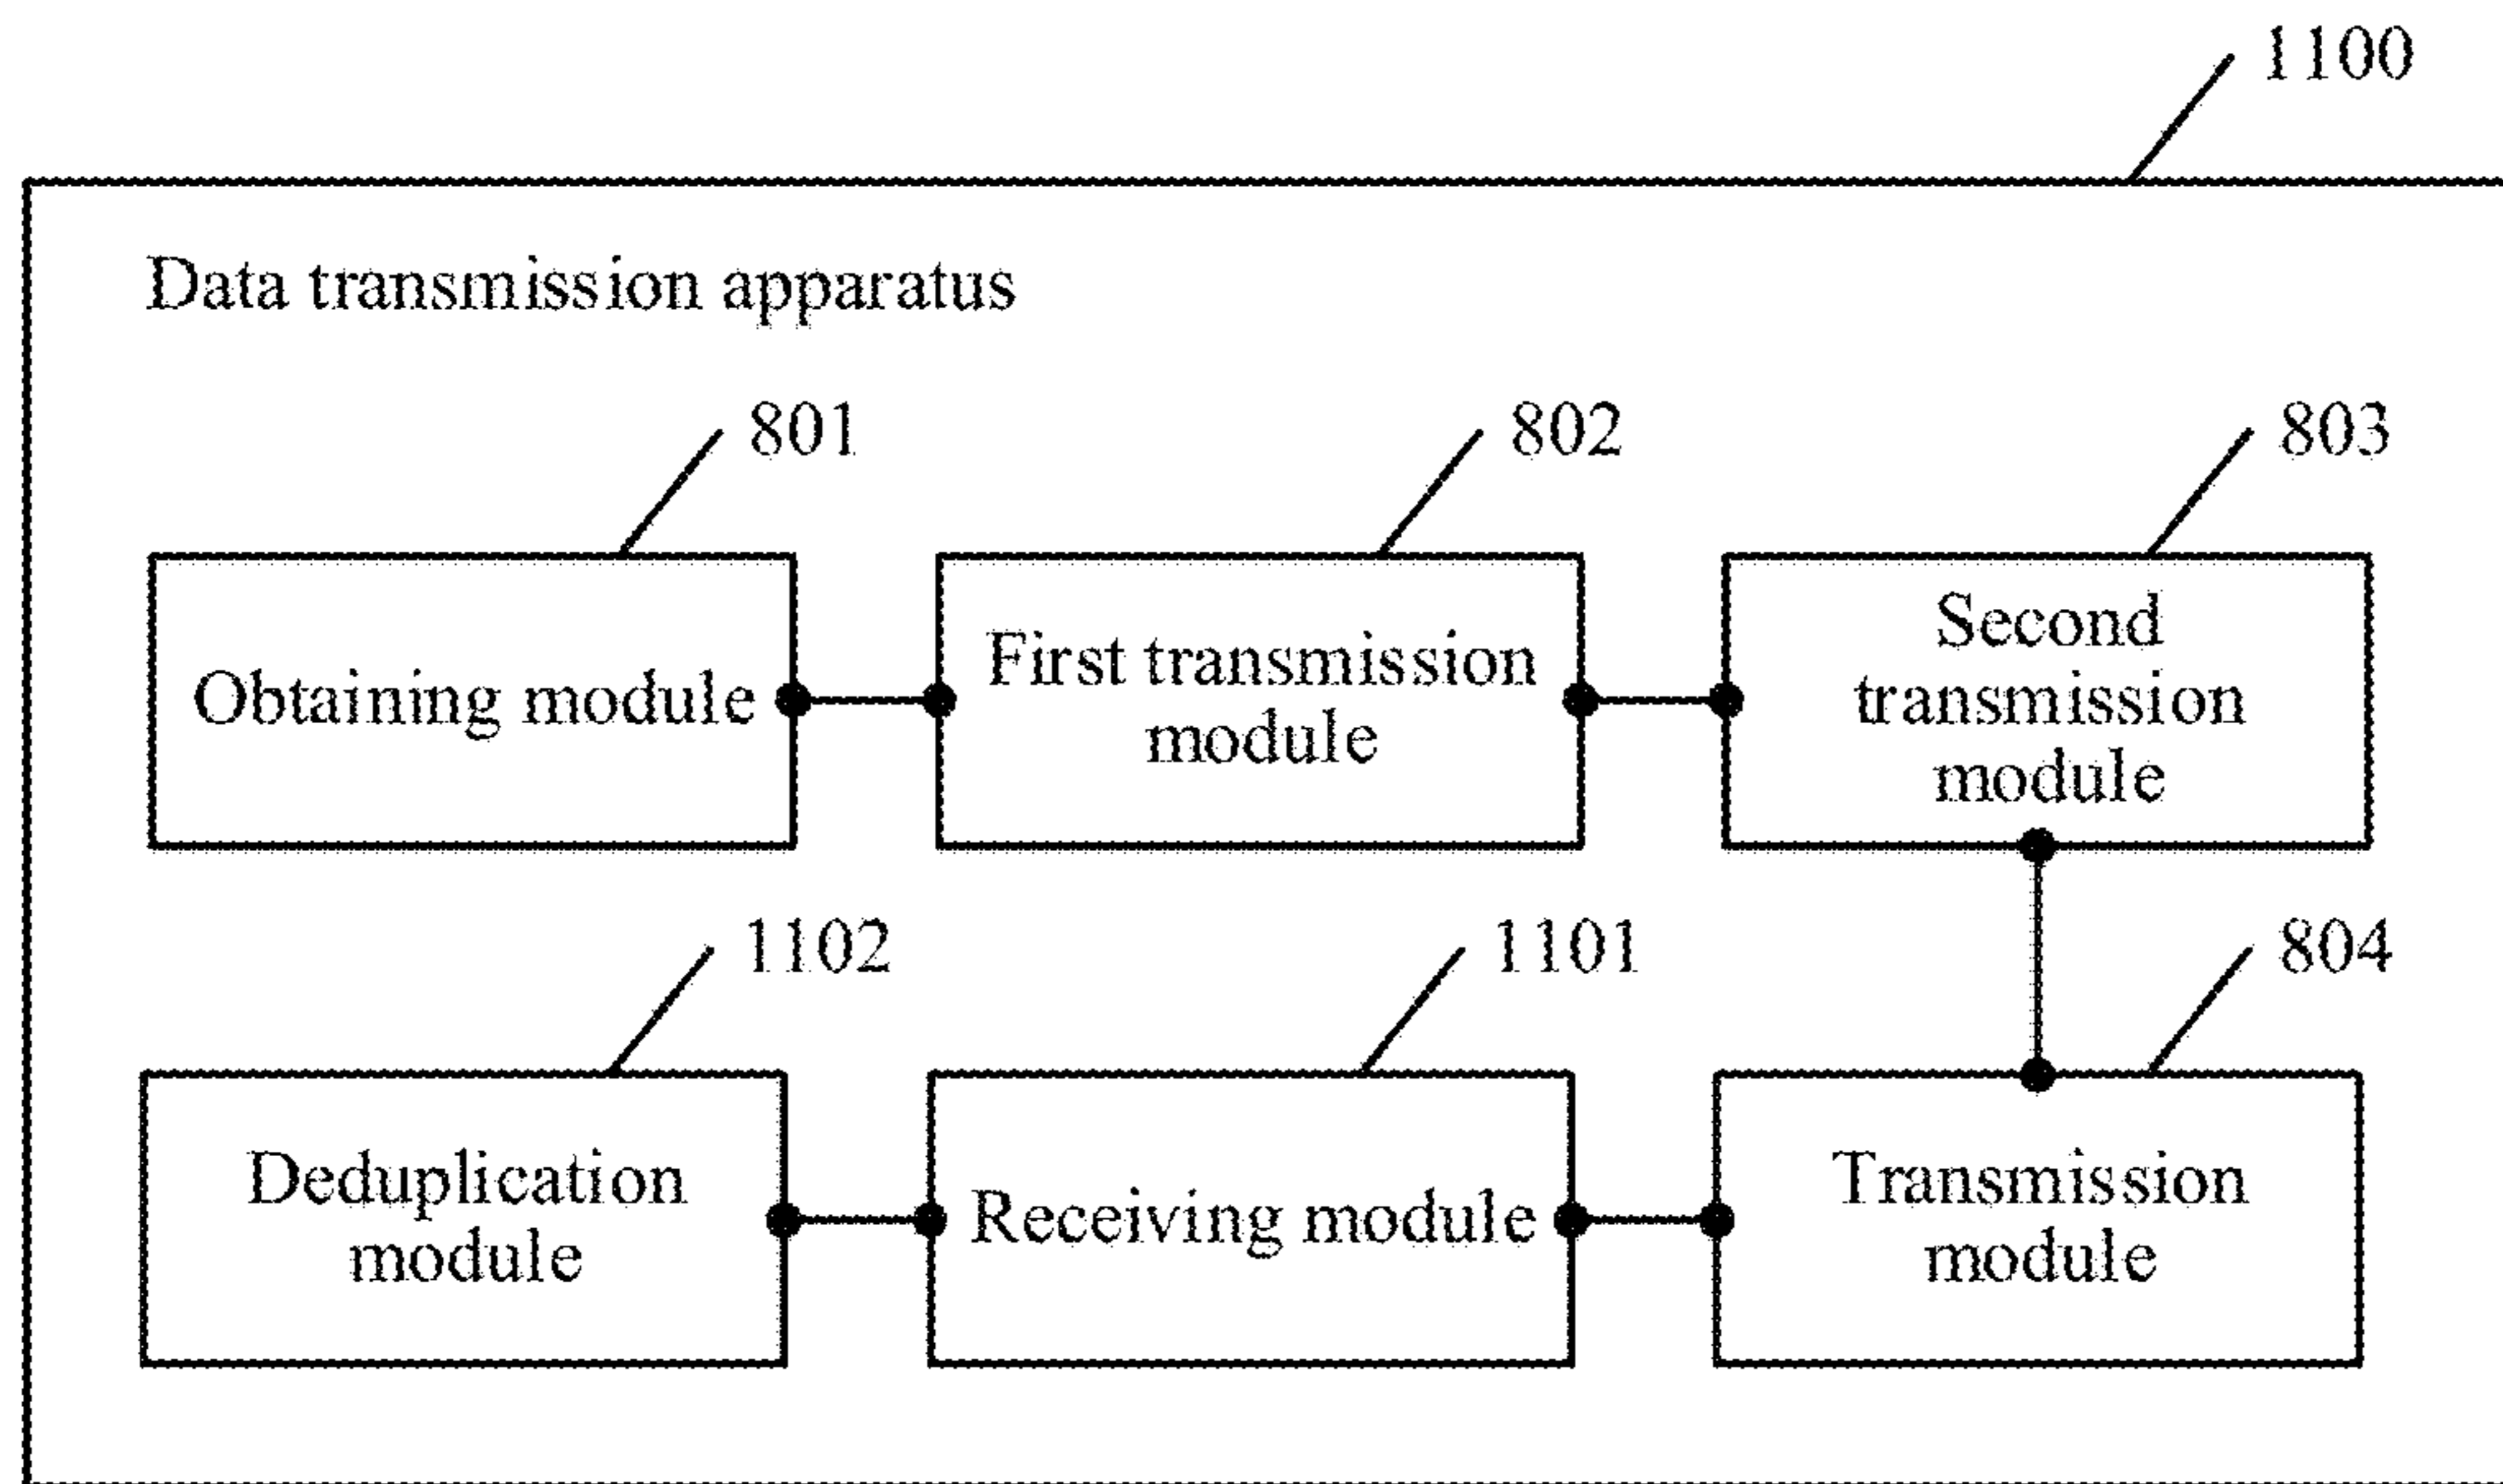 1100
Data transmission apparatus
801
802
803
Obtaining module
First transmission
module
Second
transmission
module
1102
1101
804
Deduplication
module
Receiving module
Transmission
module